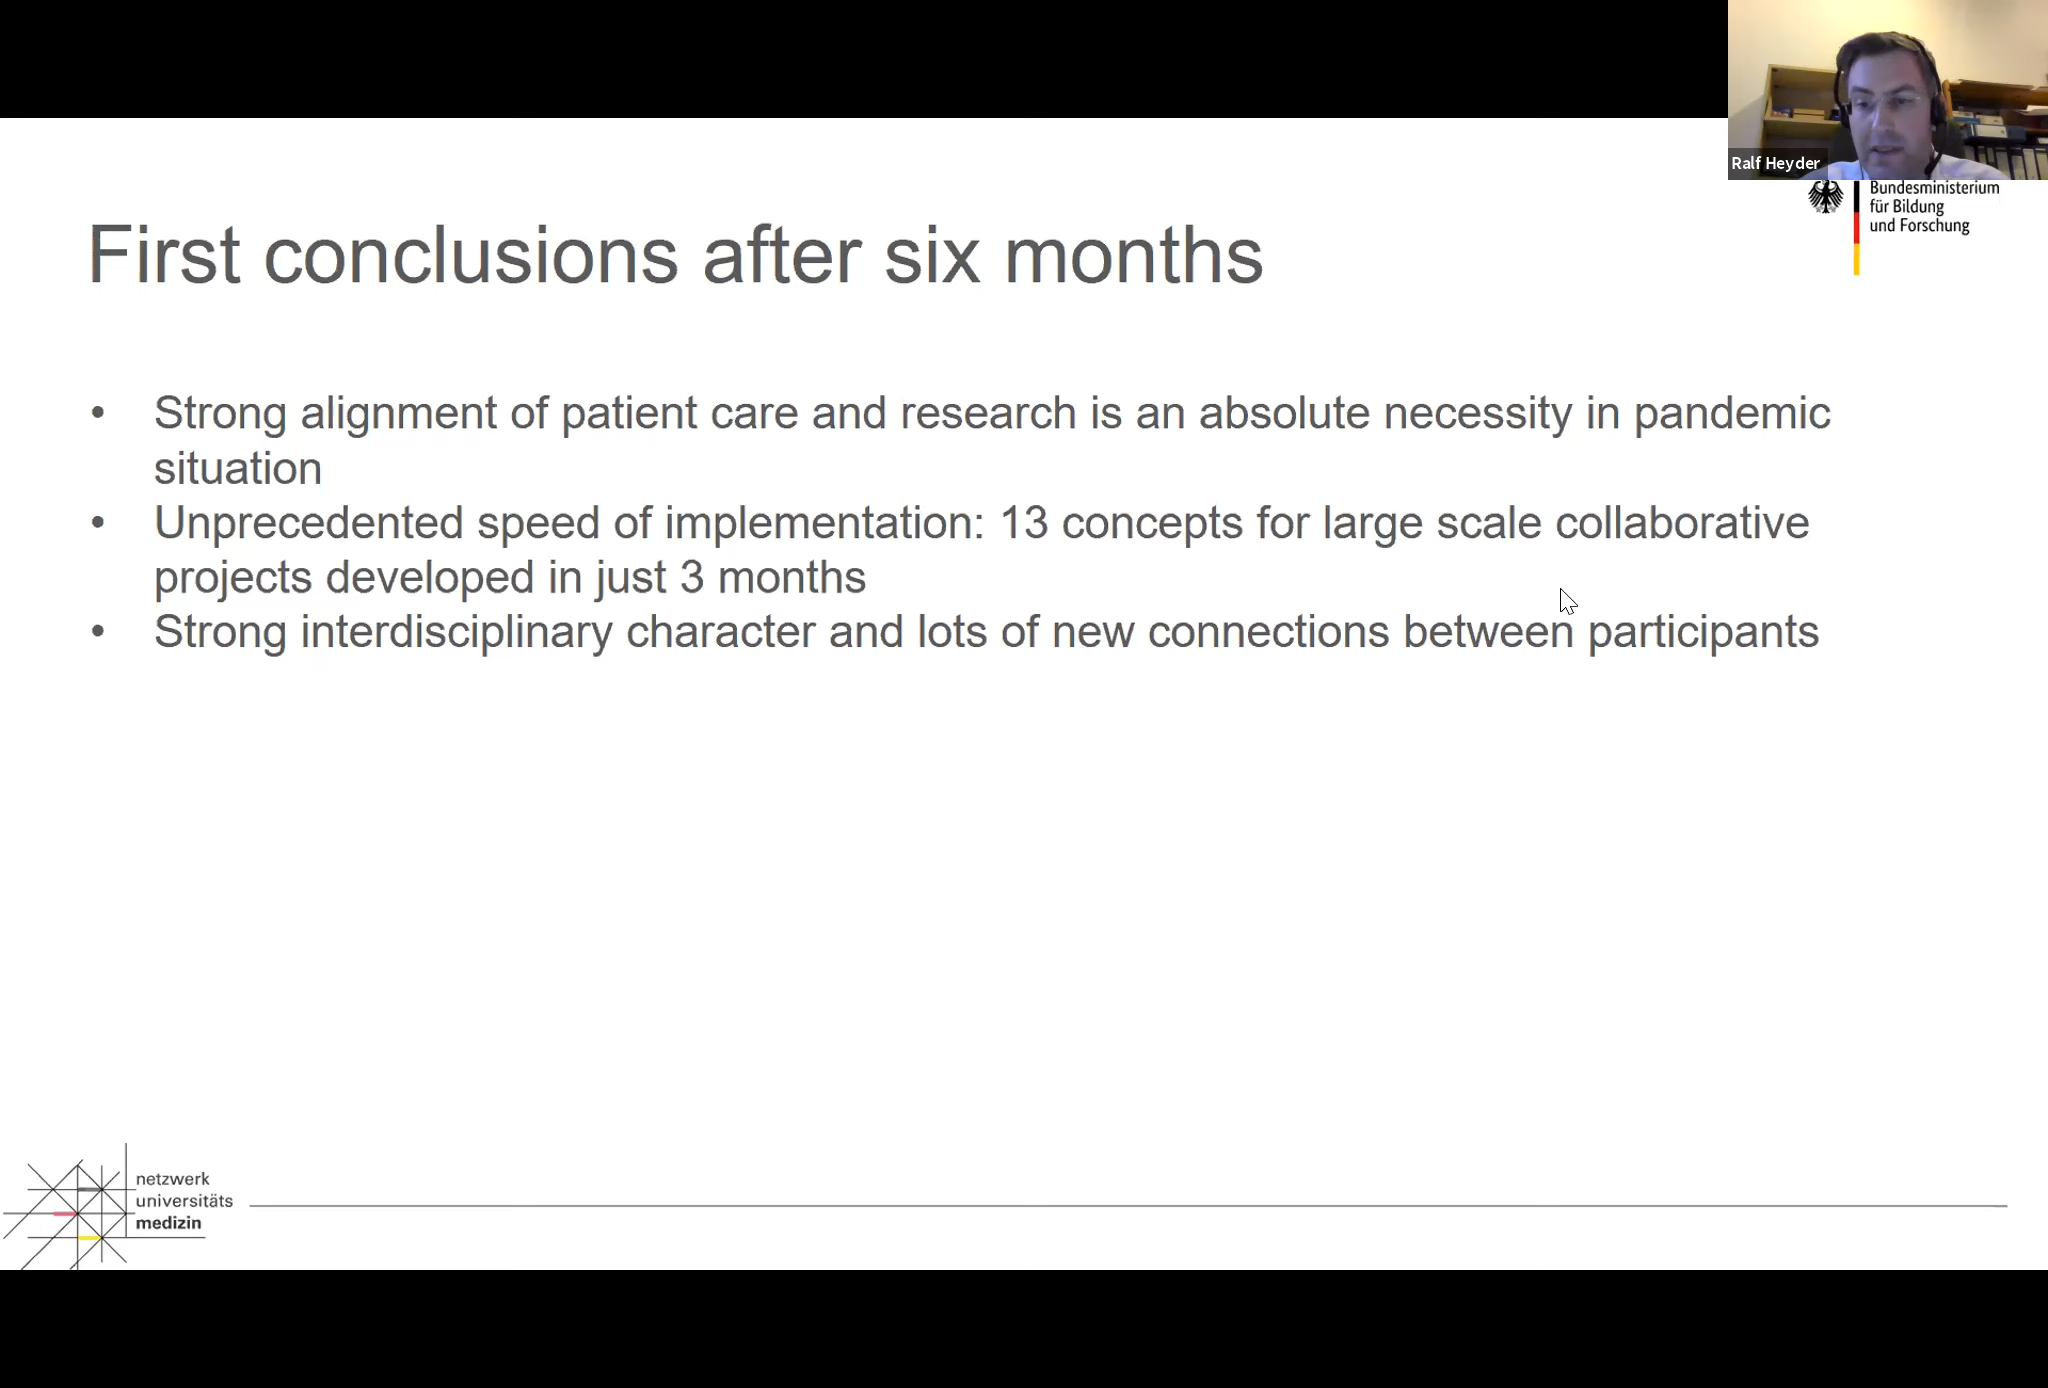 Ralf Heyder
Bundesministerium
für Bildung
und Forschung
First conclusions after six months
• Strong alignment of patient care and research is an absolute necessity in pandemic
situation
• Unprecedented speed of implementation: 13 concepts for large scale collaborative
projects developed in just 3 months
• Strong interdisciplinary character and lots of new connections between participants
netzwerk
universitäts
medizin